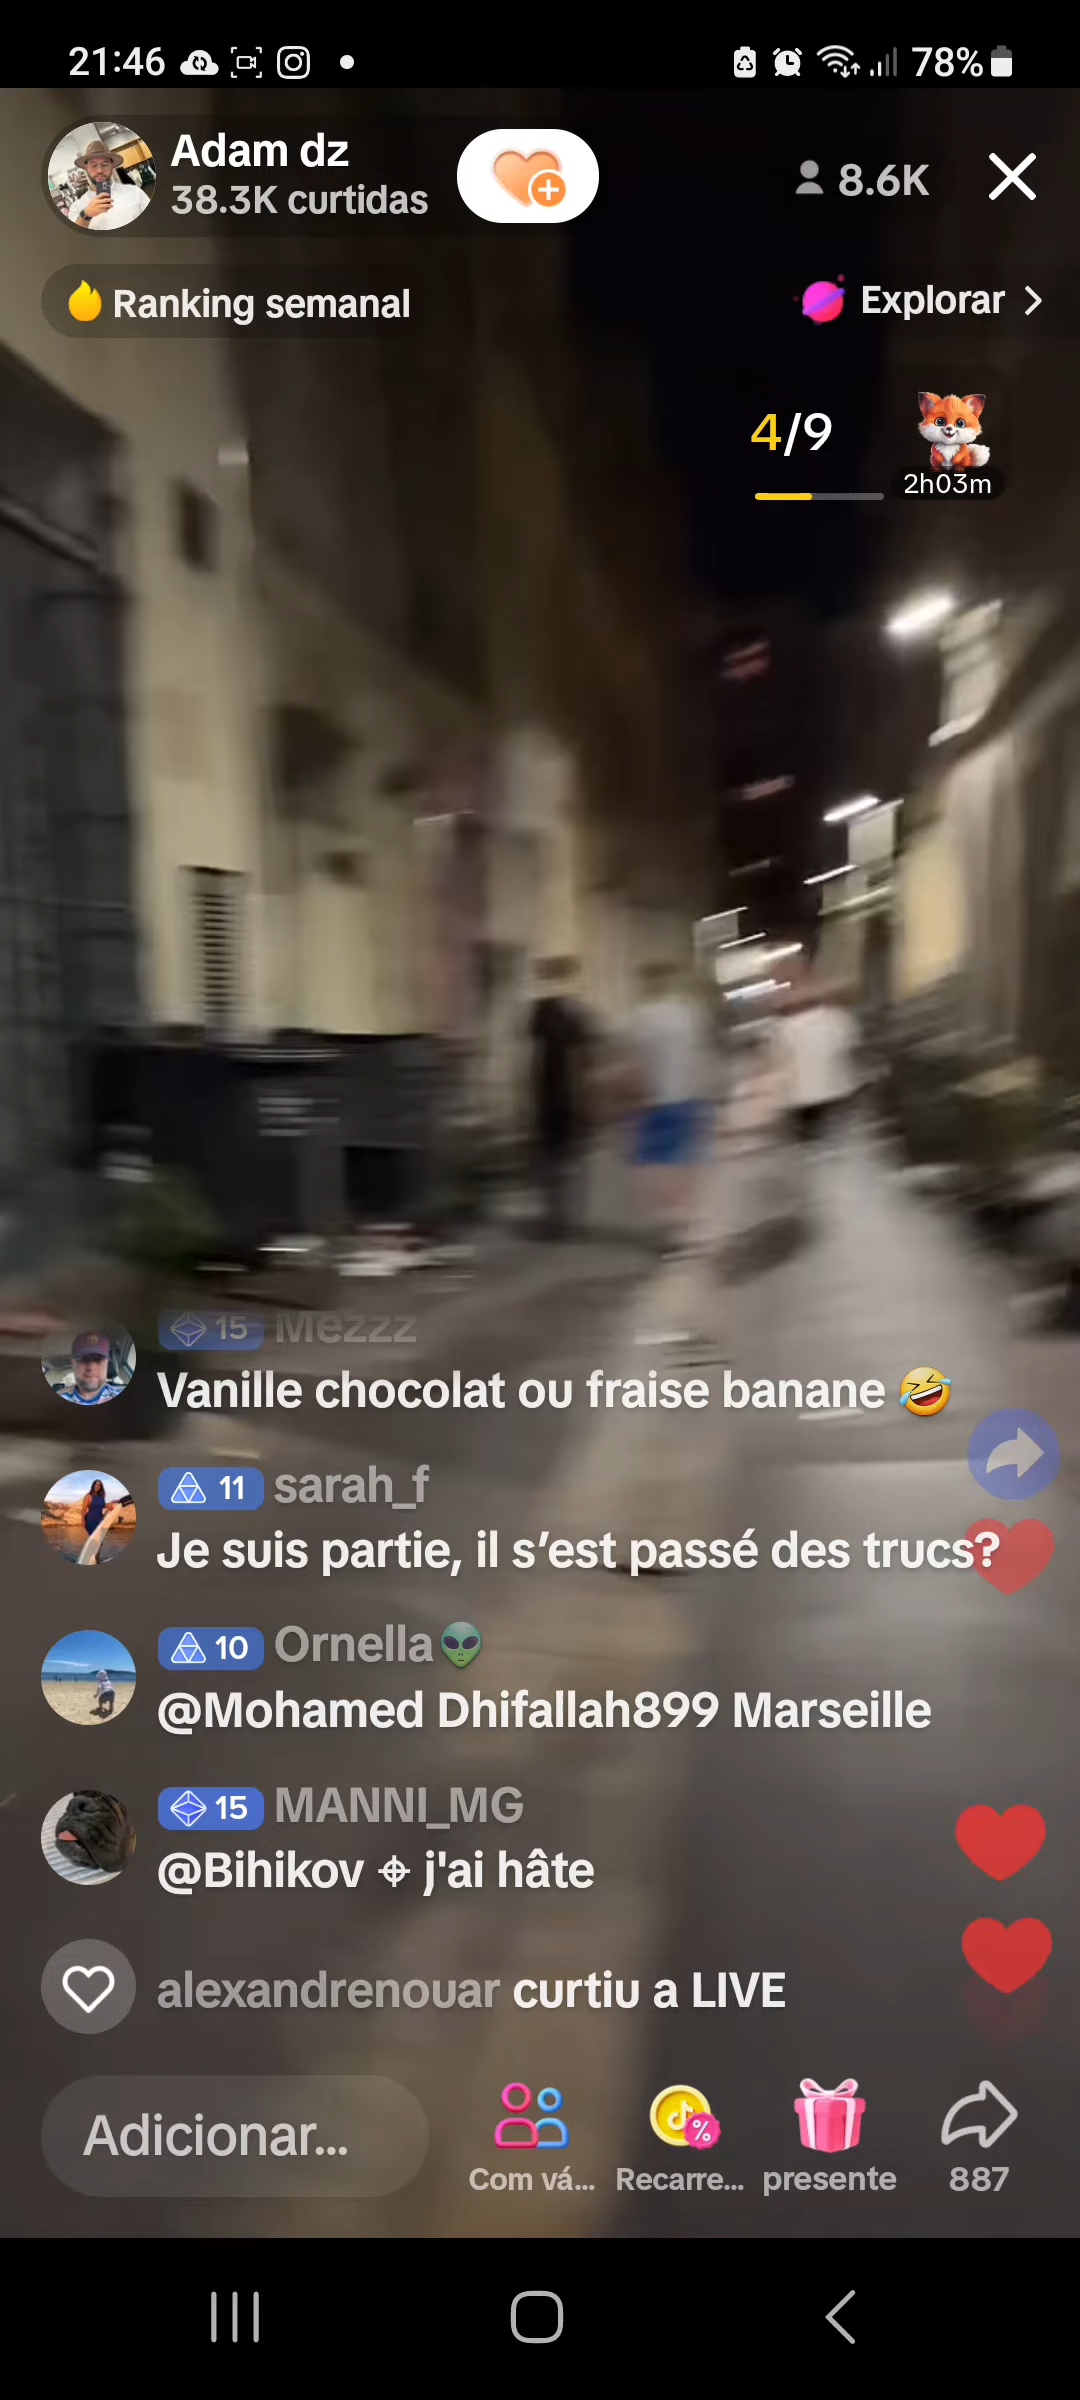 21:46
78%
Adam dz
38.3K curtidas
8.6K
Ranking semanal
Explorar
4/9
2h03m
15 Mezzz
Vanille chocolat ou fraise banane 🤣
11 sarah_f
Je suis partie, il s’est passé des trucs?
10 Ornella👽
@Mohamed Dhifallah899 Marseille
15 MANNI_MG
@Bihikov ⌖ j'ai hâte
alexandrenouar curtiu a LIVE
Adicionar...
Com vá...
Recarre...
presente
887